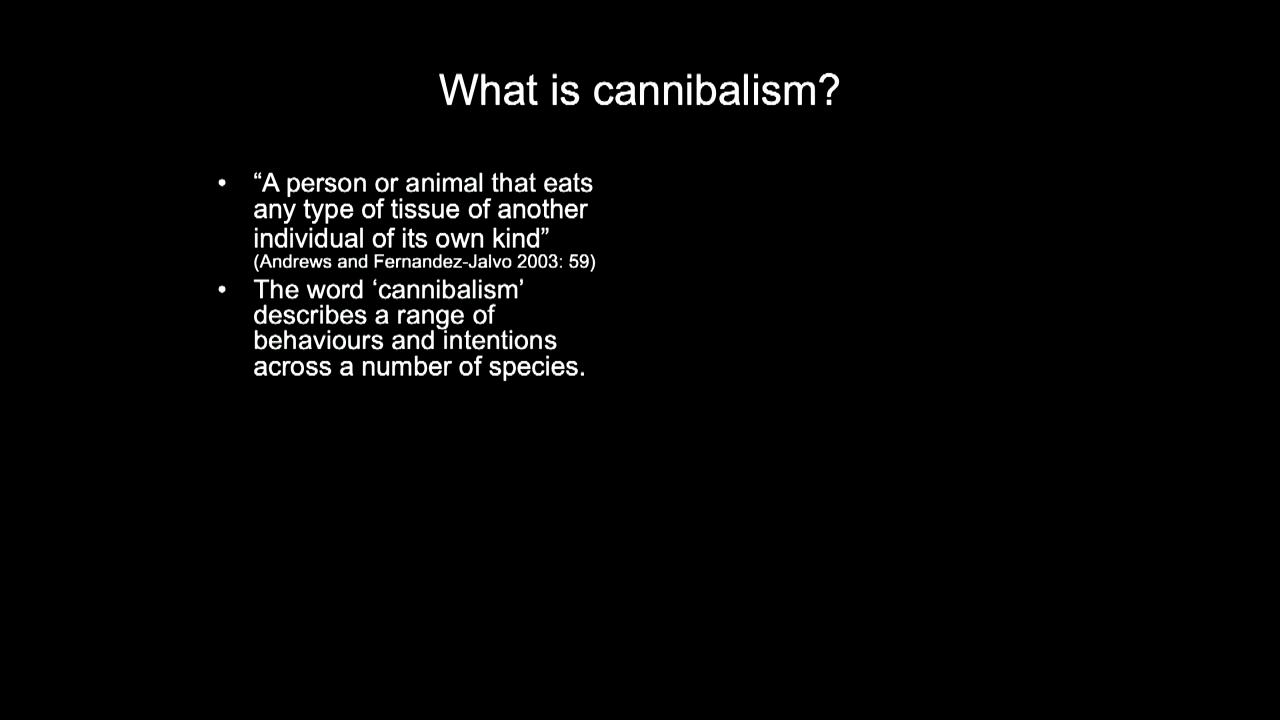 What is cannibalism?
• “A person or animal that eats
any type of tissue of another
individual of its own kind”
(Andrews and Fernandez-Jalvo 2003: 59)
• The word ‘cannibalism’
describes a range of
behaviours and intentions
across a number of species.